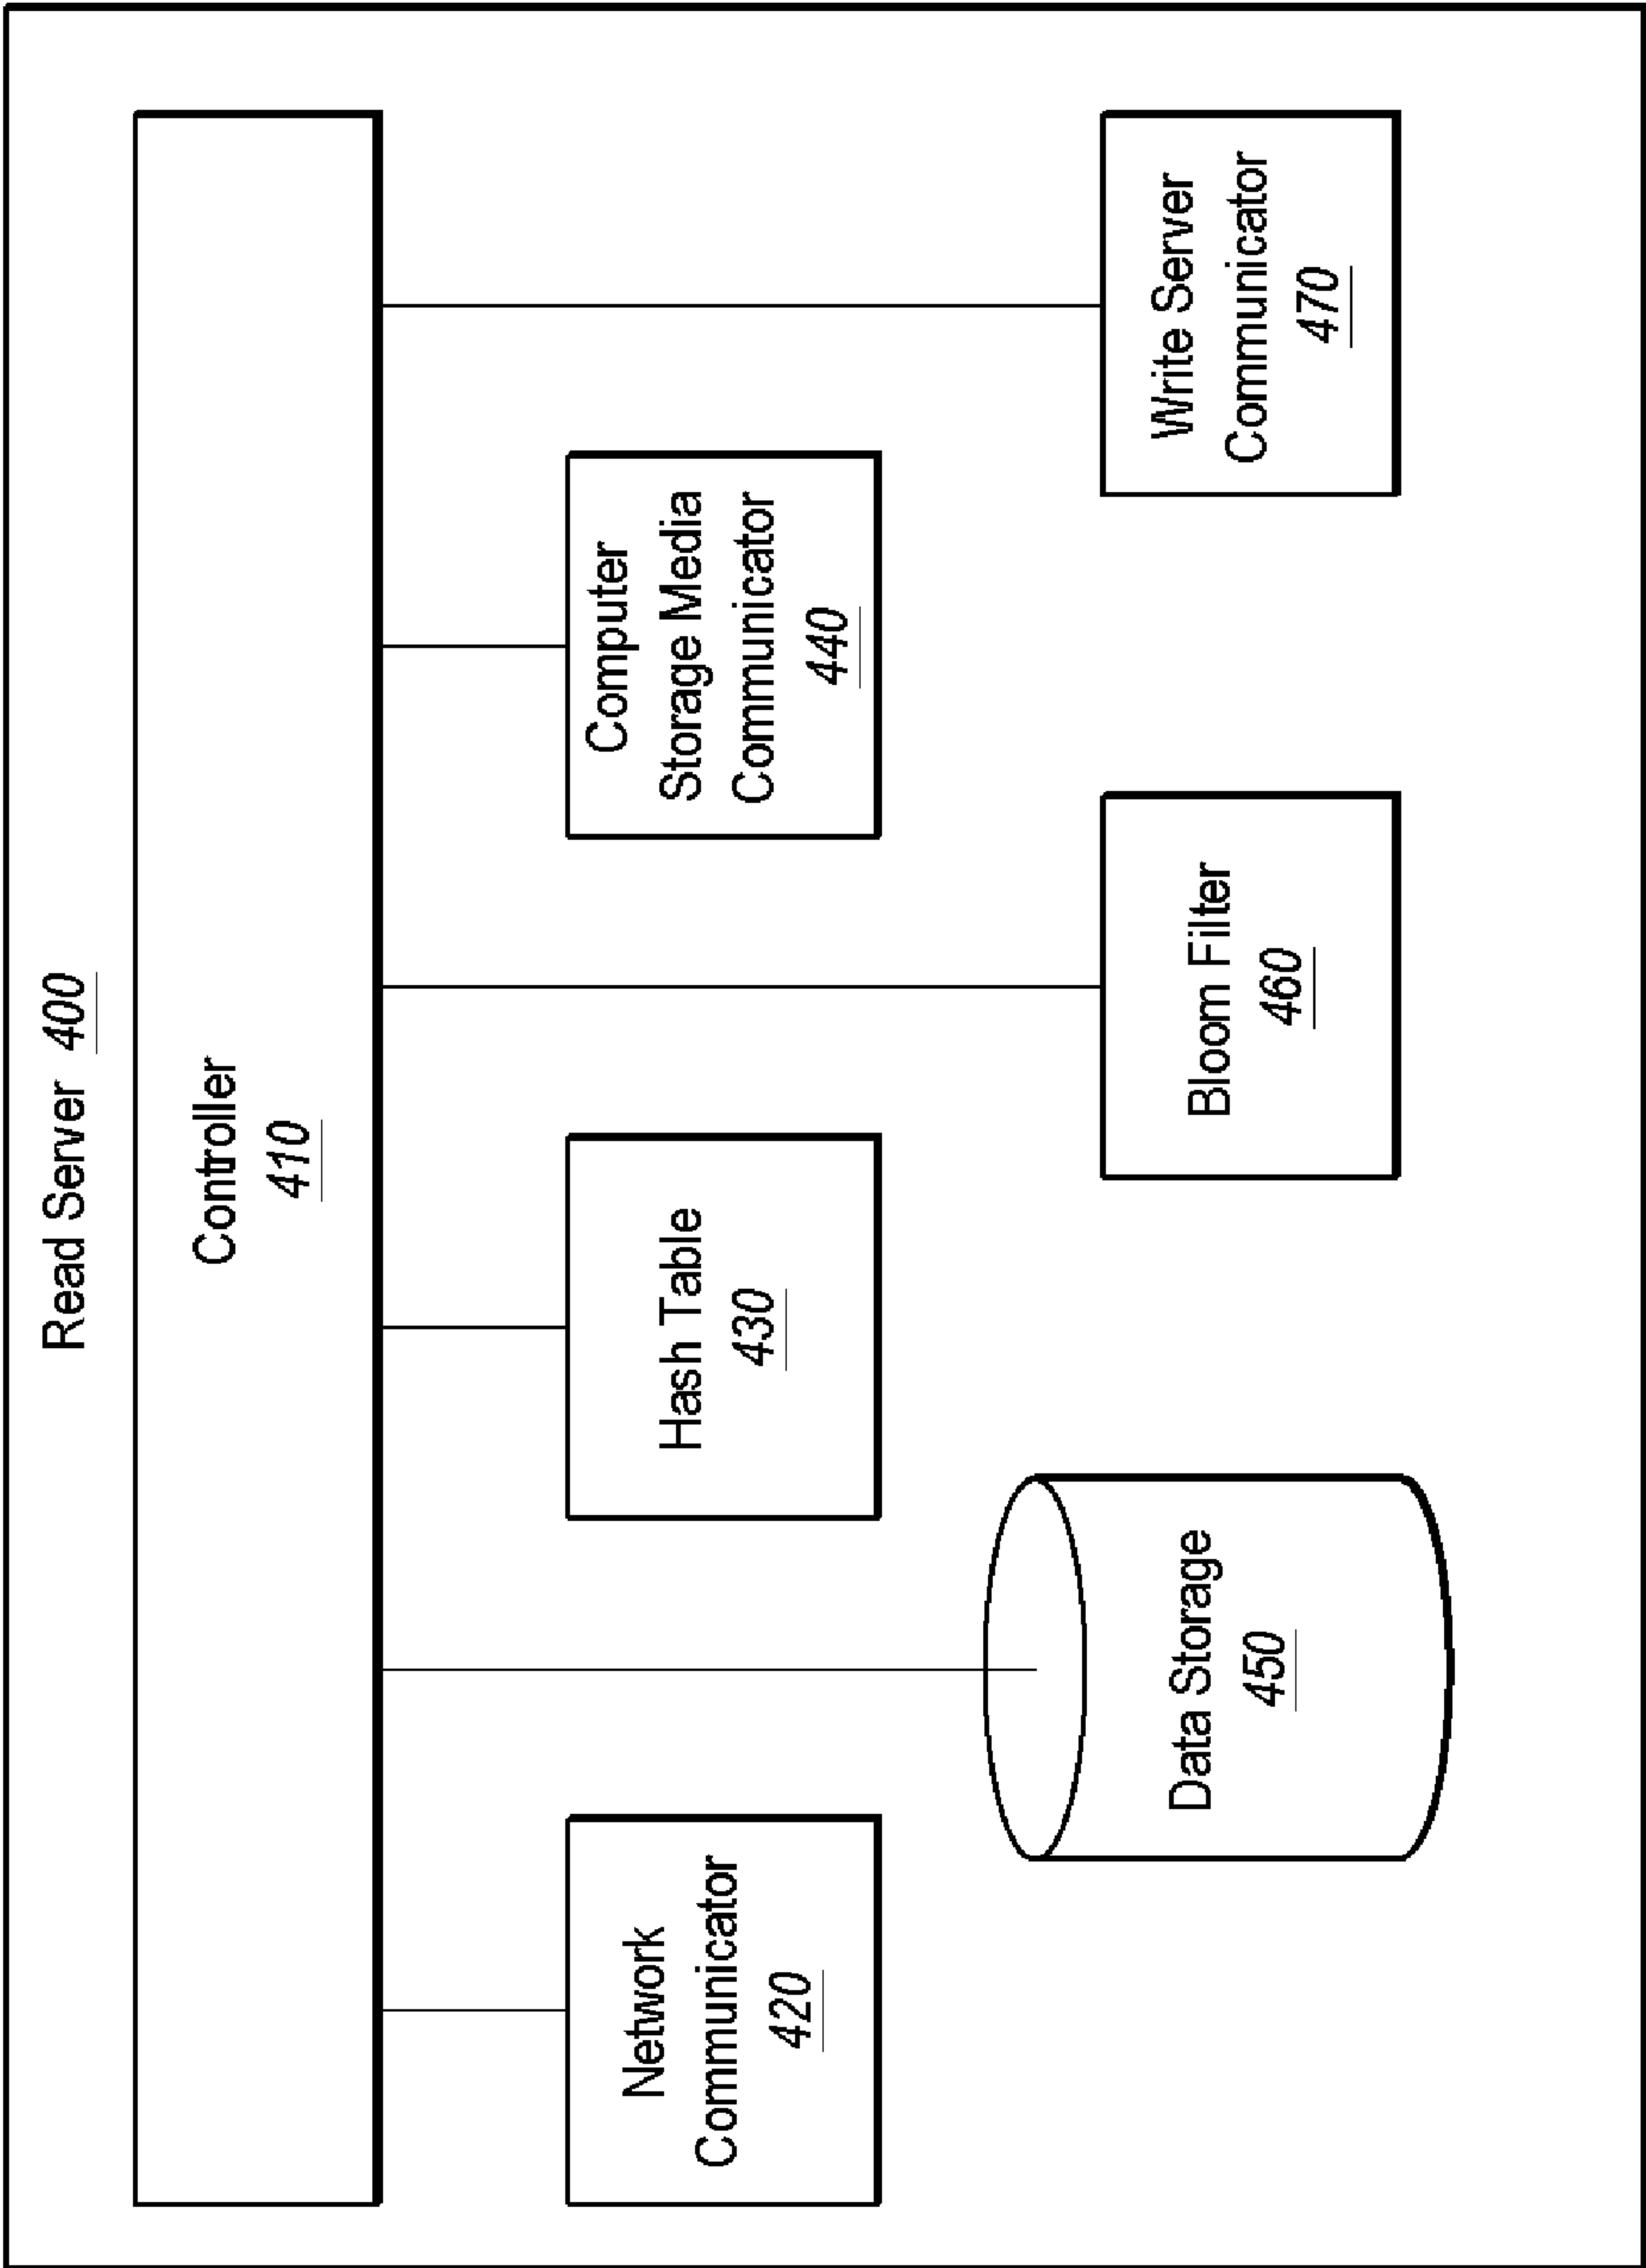 Read Server 400
Controller
410
Network
Communicator
420
Hash Table
430
Computer
Storage Media
Communicator
440
Data Storage
450
Bloom Filter
460
Write Server
Communicator
470